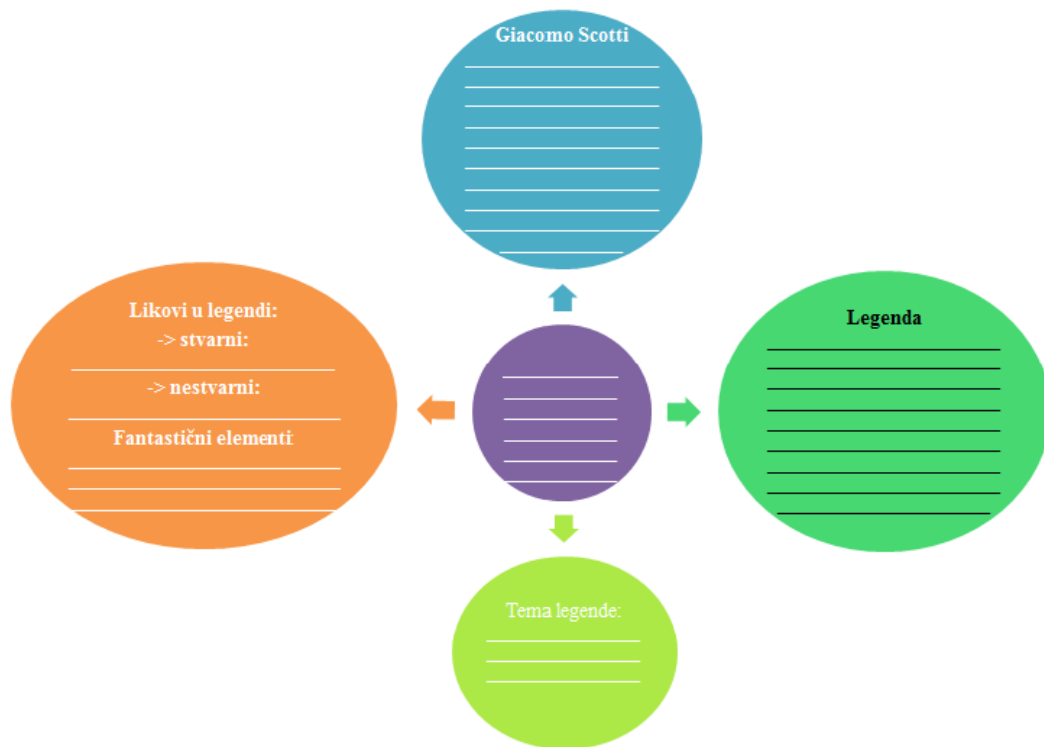 Giacomo Scotti
Likovi u legendi:
-> stvarni:
-> nestvarni:
Fantastični elementi
Legenda
Tema legende: